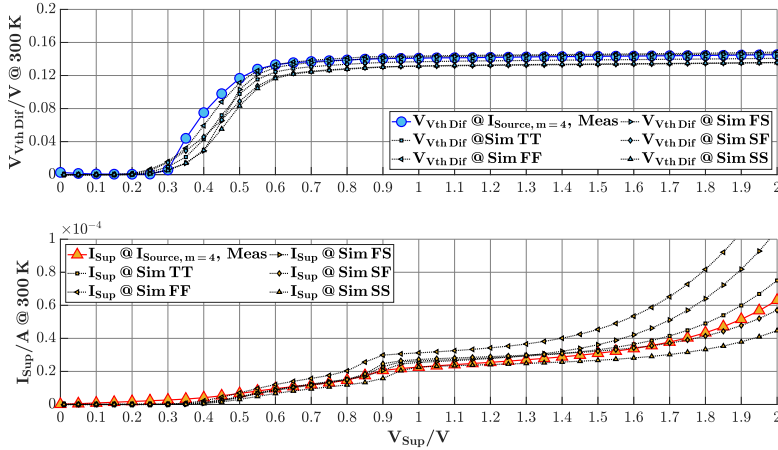 0.2
0.16
0.12
0.08
0.04
0
V_Vth Dif/V @ 300 K
V_Vth Dif @ I_Source, m = 4, Meas
V_Vth Dif @Sim TT
V_Vth Dif @ Sim FF
V_Vth Dif @ Sim FS
V_Vth Dif @ Sim SF
V_Vth Dif @ Sim SS
0 0.1 0.2 0.3 0.4 0.5 0.6 0.7 0.8 0.9 1 1.1 1.2 1.3 1.4 1.5 1.6 1.7 1.8 1.9 2
×10^-4
1
0.8
0.6
0.4
0.2
0
I_Sup/A @ 300 K
I_Sup @ I_Source, m = 4, Meas
I_Sup @ Sim TT
I_Sup @ Sim FF
I_Sup @ Sim FS
I_Sup @ Sim SF
I_Sup @ Sim SS
0 0.1 0.2 0.3 0.4 0.5 0.6 0.7 0.8 0.9 1 1.1 1.2 1.3 1.4 1.5 1.6 1.7 1.8 1.9 2
V_Sup/V